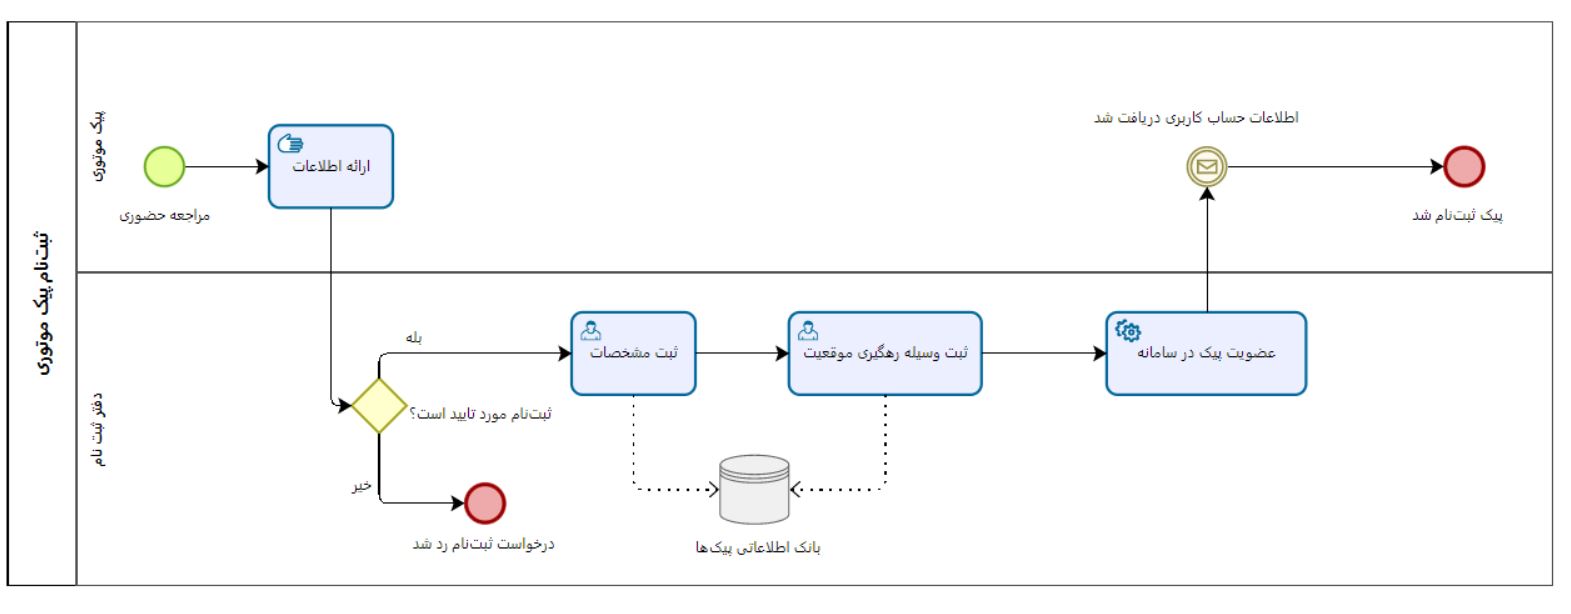 ثبت‌نام پیک موتوری
پیک موتوری
مراجعه حضوری
ارائه اطلاعات
اطلاعات حساب کاربری دریافت شد
پیک ثبت‌نام شد
دفتر ثبت نام
ثبت‌نام مورد تایید است؟
بله
خیر
درخواست ثبت‌نام رد شد
ثبت مشخصات
ثبت وسیله رهگیری موقعیت
عضویت پیک در سامانه
بانک اطلاعاتی پیک‌ها